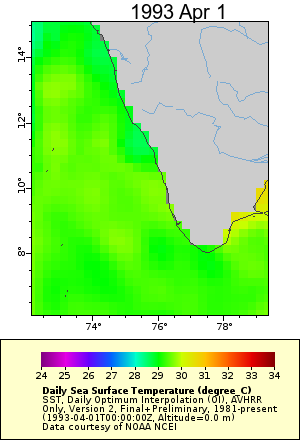 1993 Apr 1
14°
12°
10°
8°
74°
76°
78°
24 25 26 27 28 29 30 31 32 33 34
Daily Sea Surface Temperature (degree_C)
SST, Daily Optimum Interpolation (OI), AVHRR
Only, Version 2, Final+Preliminary, 1981-present
(1993-04-01T00:00:00Z, Altitude=0.0 m)
Data courtesy of NOAA NCEI